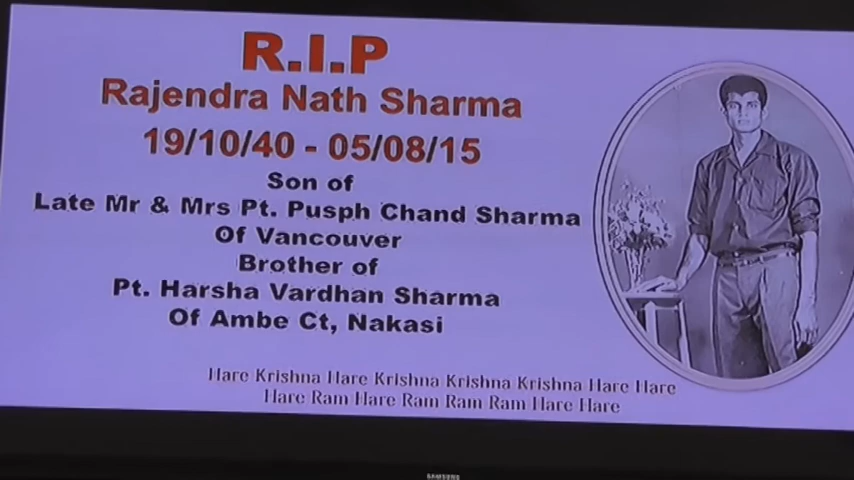 R.I.P
Rajendra Nath Sharma
19/10/40 - 05/08/15
Son of
Late Mr & Mrs Pt. Pusph Chand Sharma
Of Vancouver
Brother of
Pt. Harsha Vardhan Sharma
Of Ambe Ct, Nakasi
Hare Krishna Hare Krishna Krishna Krishna Hare Hare
Hare Ram Hare Ram Ram Ram Hare Hare
SAMSUNG